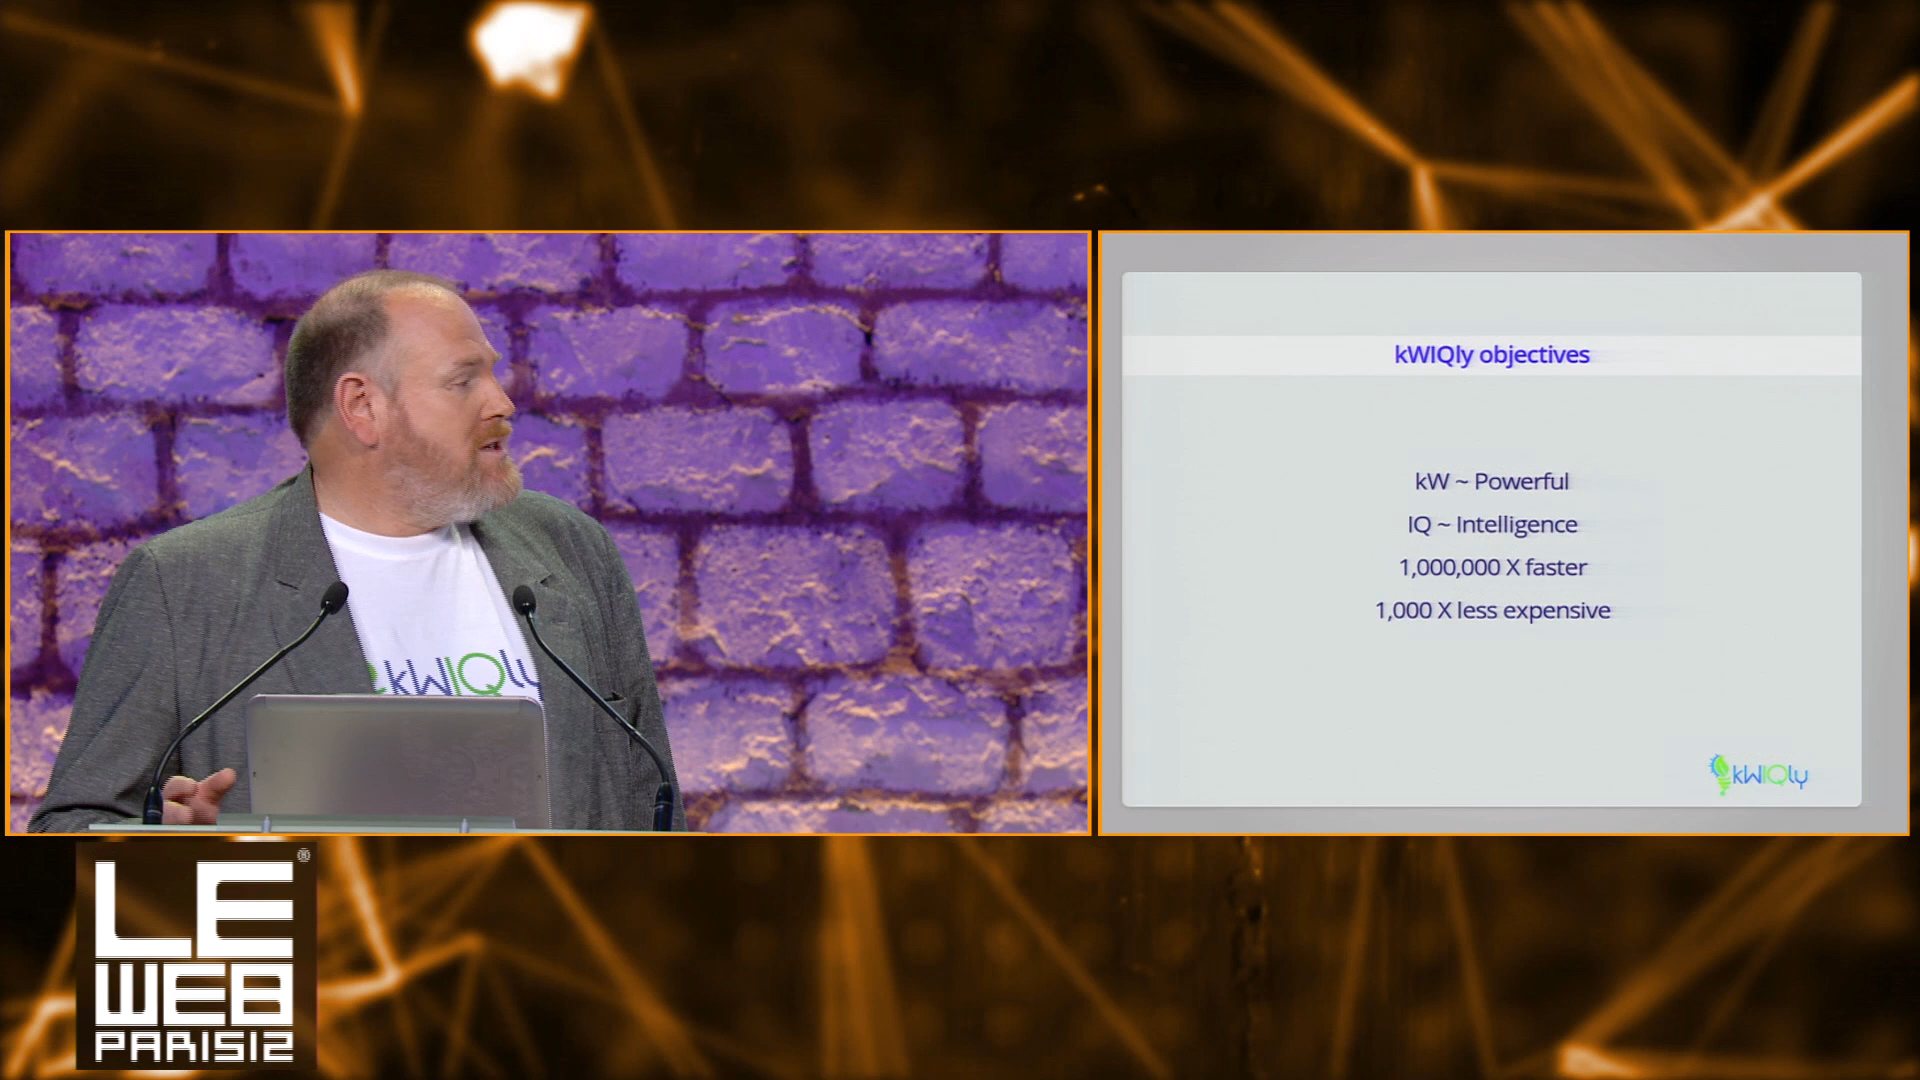 kWIQly
kWIQly objectives
kW ~ Powerful
IQ ~ Intelligence
1,000,000 X faster
1,000 X less expensive
kWIQly
LE
WEB
PARIS12
®